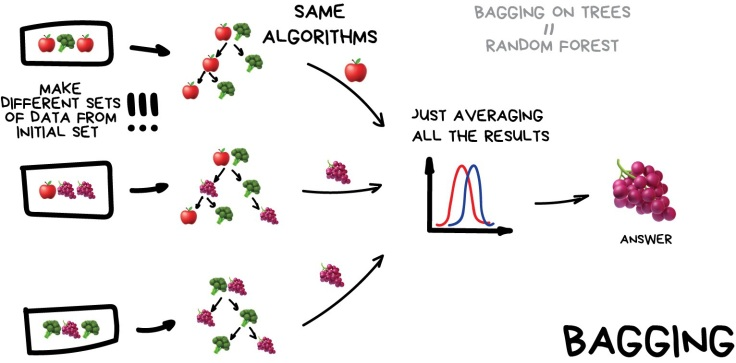 SAME
ALGORITHMS
BAGGING ON TREES
=
RANDOM FOREST
MAKE
DIFFERENT SETS
OF DATA FROM
INITIAL SET
!!!
JUST AVERAGING
ALL THE RESULTS
ANSWER
BAGGING